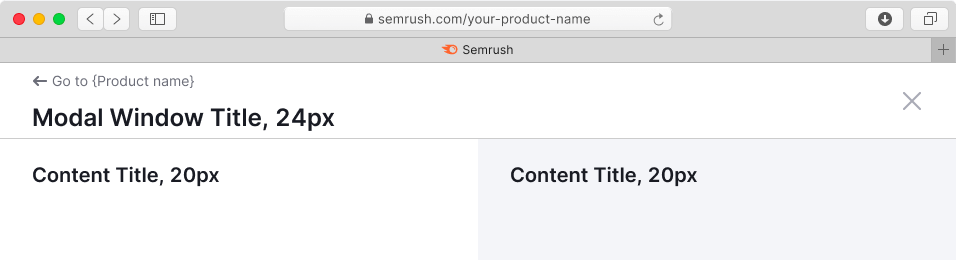 semrush.com/your-product-name
Semrush
Go to {Product name}
Modal Window Title, 24px
Content Title, 20px
Content Title, 20px